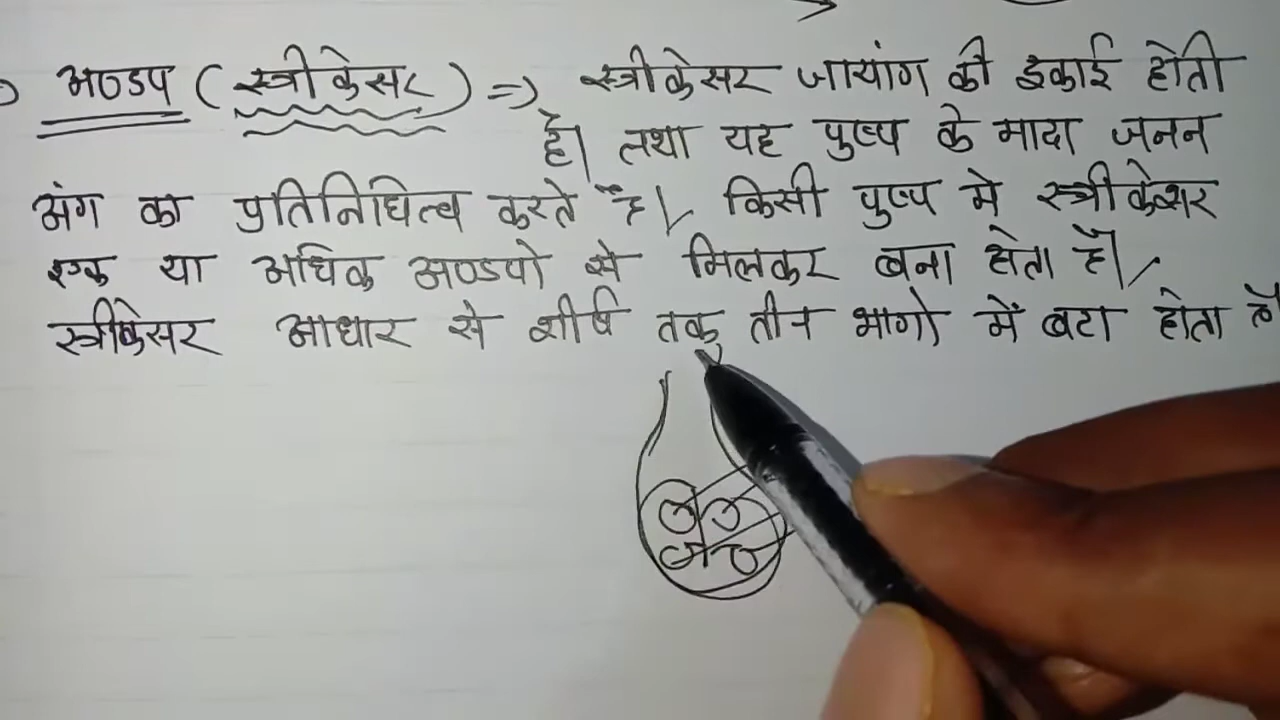 अण्डप (स्त्रीकेसर) => स्त्रीकेसर जायांग की इकाई होती
है। तथा यह पुष्प के मादा जनन
अंग का प्रतिनिधित्व करते है। किसी पुष्प मे स्त्रीकेशर
एक या अधिक अण्डपो से मिलकर बना होता है।
स्त्रीकेसर आधार से शीर्ष तक तीन भागो में बटा होता है